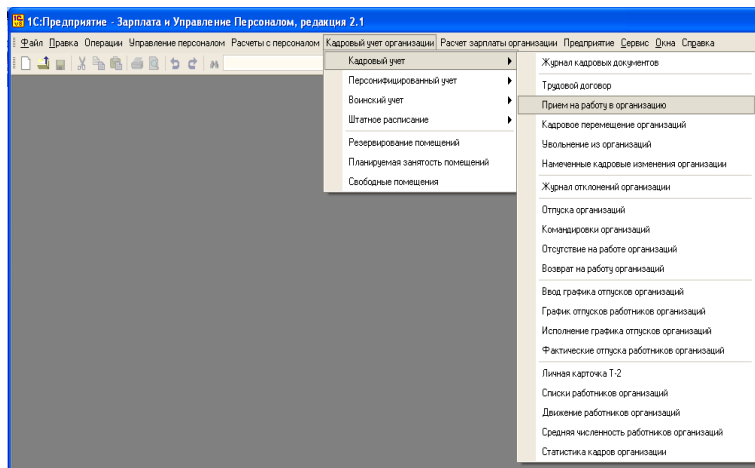 1С:Предприятие - Зарплата и Управление Персоналом, редакция 2.1
Файл Правка Операции Управление персоналом Расчеты с персоналом Кадровый учет организации Расчет зарплаты организации Предприятие Сервис Окна Справка
Кадровый учет
Персонифицированный учет
Воинский учет
Штатное расписание
Резервирование помещений
Планируемая занятость помещений
Свободные помещения
Журнал кадровых документов
Трудовой договор
Прием на работу в организацию
Кадровое перемещение организаций
Увольнение из организаций
Намеченные кадровые изменения организации
Журнал отклонений организации
Отпуска организаций
Командировки организаций
Отсутствие на работе организаций
Возврат на работу организаций
Ввод графика отпусков организаций
График отпусков работников организаций
Исполнение графика отпусков организаций
Фактические отпуска работников организаций
Личная карточка Т-2
Списки работников организаций
Движение работников организаций
Средняя численность работников организаций
Статистика кадров организации